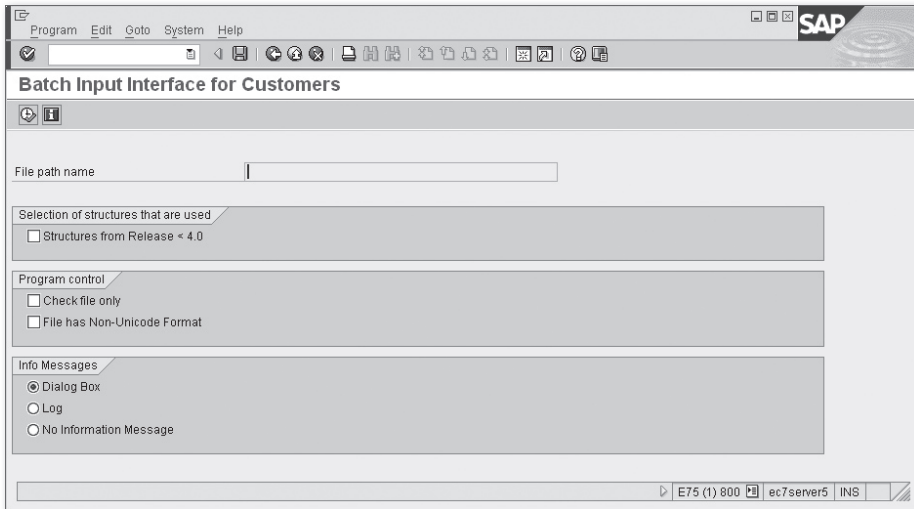 Program Edit Goto System Help
SAP
Batch Input Interface for Customers
File path name
Selection of structures that are used
Structures from Release < 4.0
Program control
Check file only
File has Non-Unicode Format
Info Messages
Dialog Box
Log
No Information Message
E75 (1) 800 ec7server5 INS